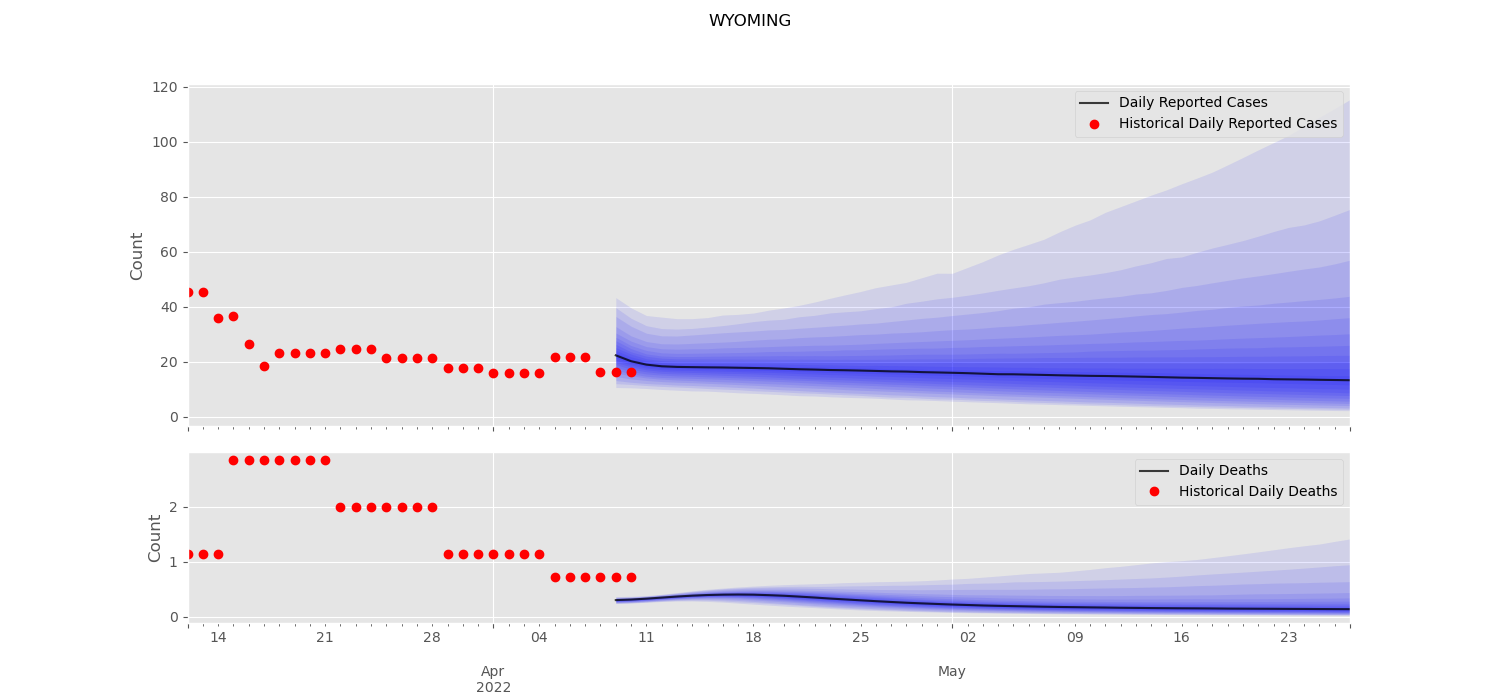 WYOMING
120
100
80
60
40
20
0
Count
Daily Reported Cases
Historical Daily Reported Cases
2
1
0
Count
Daily Deaths
Historical Daily Deaths
14 21 28 04 11 18 25 02 09 16 23
Apr May
2022